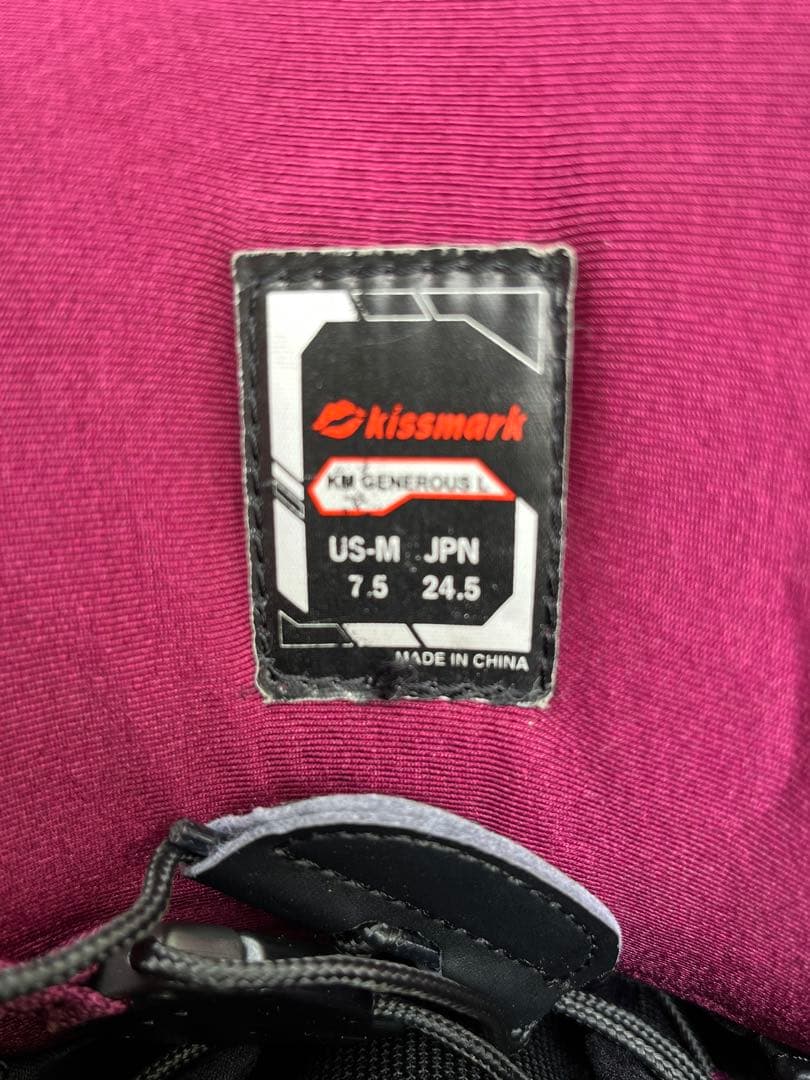 kissmark
KM GENEROUS L
US-M JPN
7.5 24.5
MADE IN CHINA